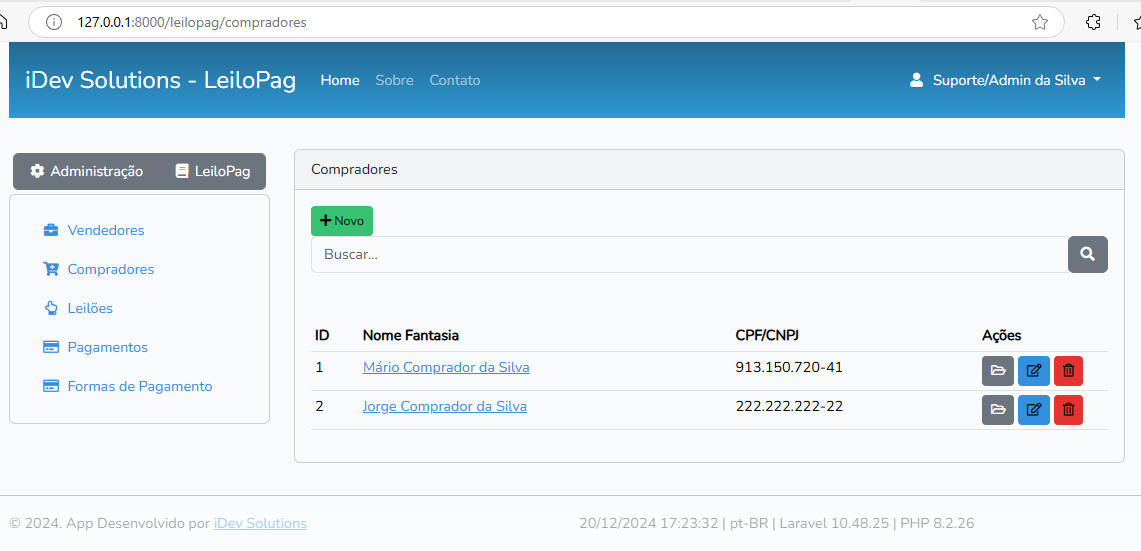 127.0.0.1:8000/leilopag/compradores
iDev Solutions - LeiloPag Home Sobre Contato Suporte/Admin da Silva
Administração LeiloPag
Vendedores
Compradores
Leilões
Pagamentos
Formas de Pagamento
Compradores
Novo
Buscar...
ID Nome Fantasia CPF/CNPJ Ações
1 Mário Comprador da Silva 913.150.720-41
2 Jorge Comprador da Silva 222.222.222-22
© 2024. App Desenvolvido por iDev Solutions 20/12/2024 17:23:32 | pt-BR | Laravel 10.48.25 | PHP 8.2.26